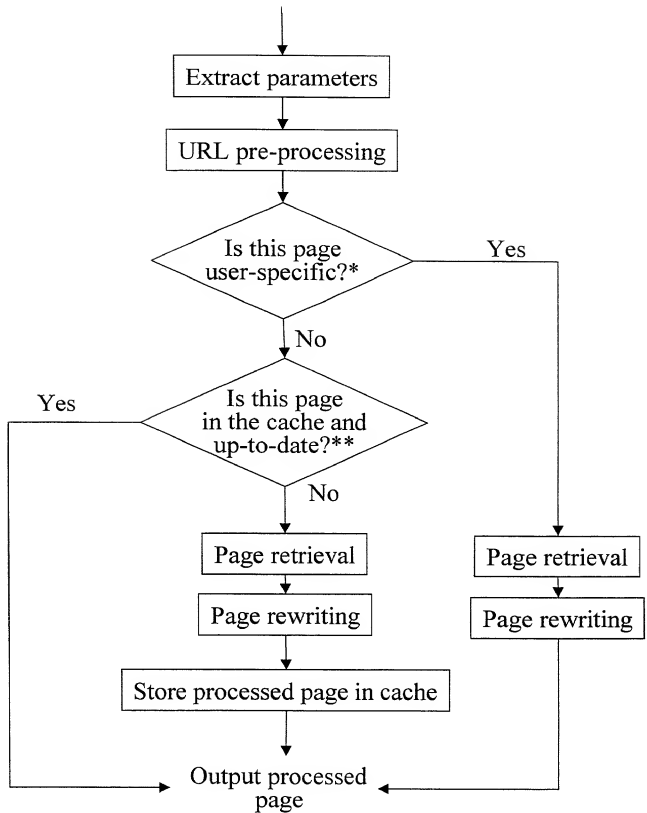 Extract parameters
URL pre-processing
Is this page
user-specific?*
Yes
No
Is this page
in the cache and
up-to-date?**
Yes
No
Page retrieval
Page rewriting
Store processed page in cache
Page retrieval
Page rewriting
Output processed
page